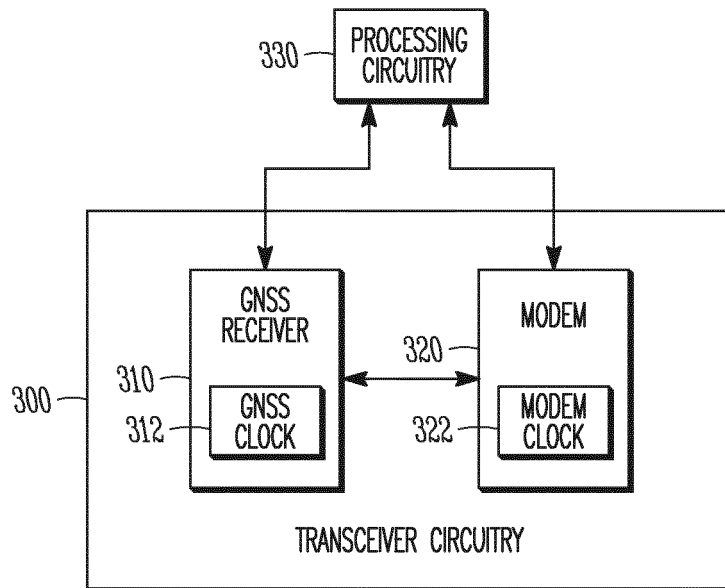 330
PROCESSING
CIRCUITRY
GNSS
RECEIVER
MODEM
310
320
300
312
GNSS
CLOCK
322
MODEM
CLOCK
TRANSCEIVER CIRCUITRY